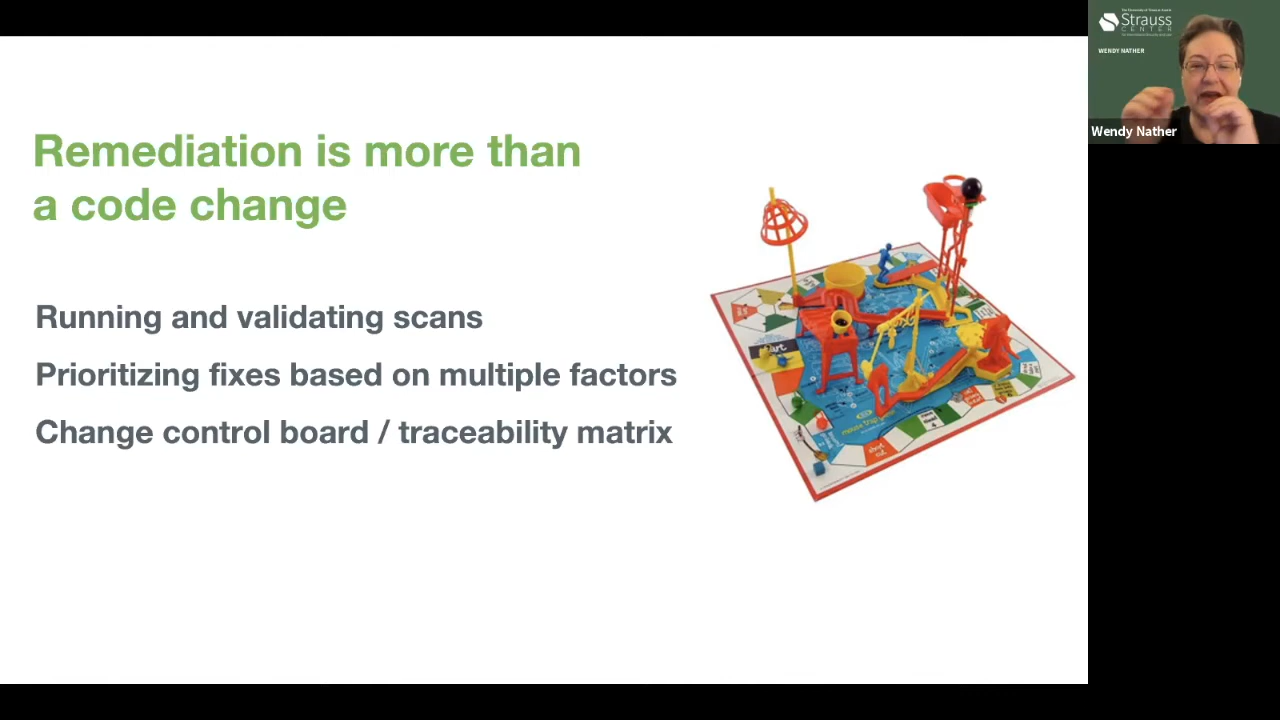 Remediation is more than
a code change
Running and validating scans
Prioritizing fixes based on multiple factors
Change control board / traceability matrix
Strauss
CENTER
WENDY NATHER
Wendy Nather